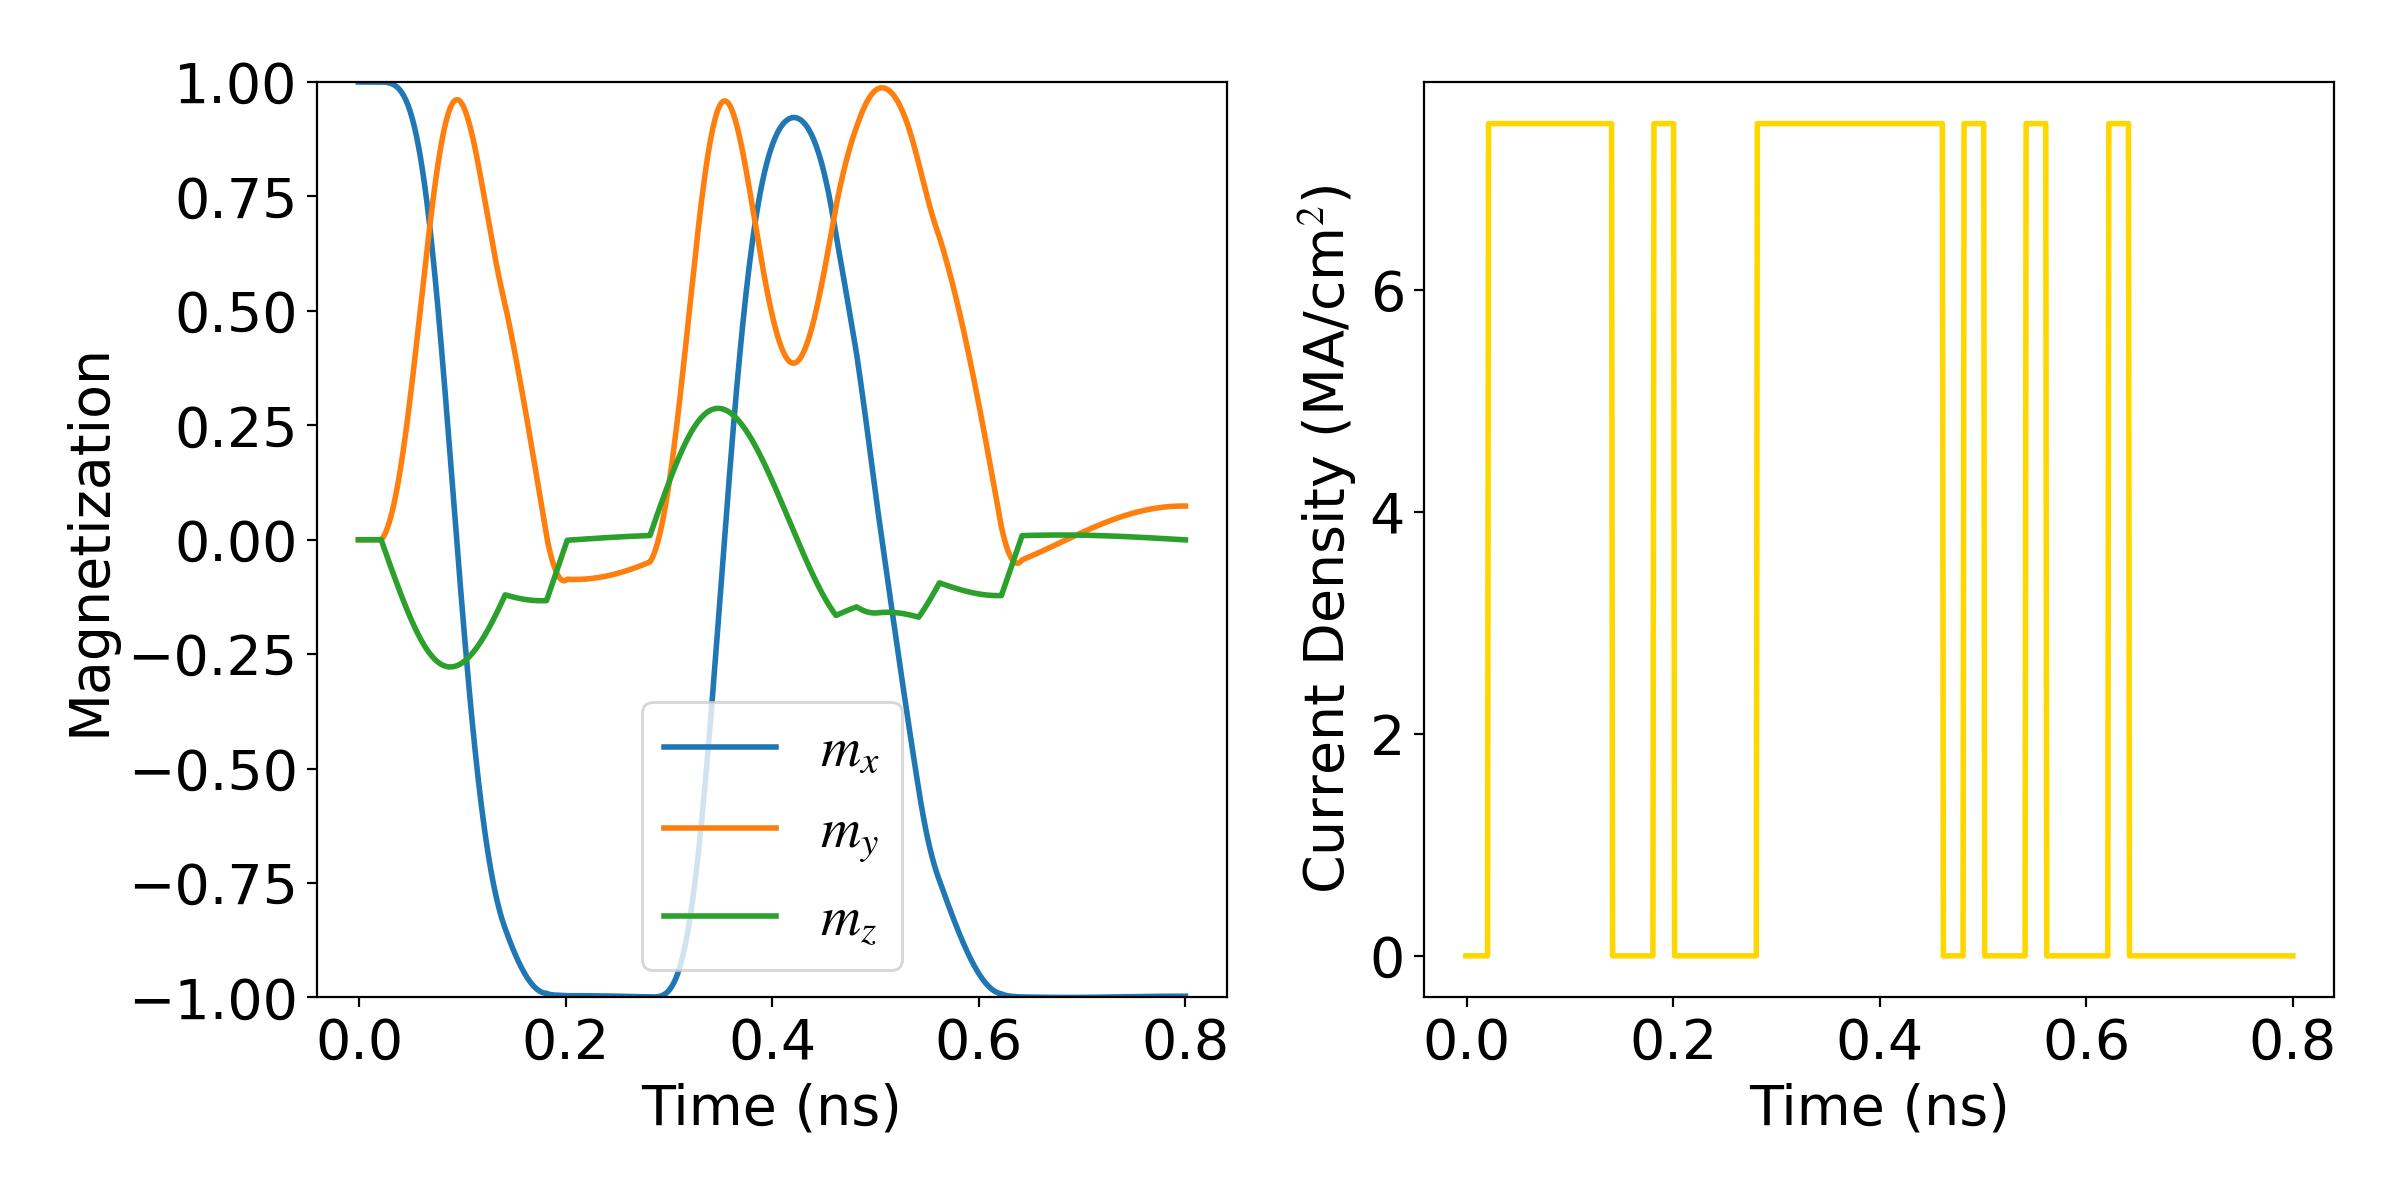 Magnetization
1.00
0.75
0.50
0.25
0.00
−0.25
−0.50
−0.75
−1.00
0.0 0.2 0.4 0.6 0.8
Time (ns)
m_x
m_y
m_z
Current Density (MA/cm²)
6
4
2
0
0.0 0.2 0.4 0.6 0.8
Time (ns)